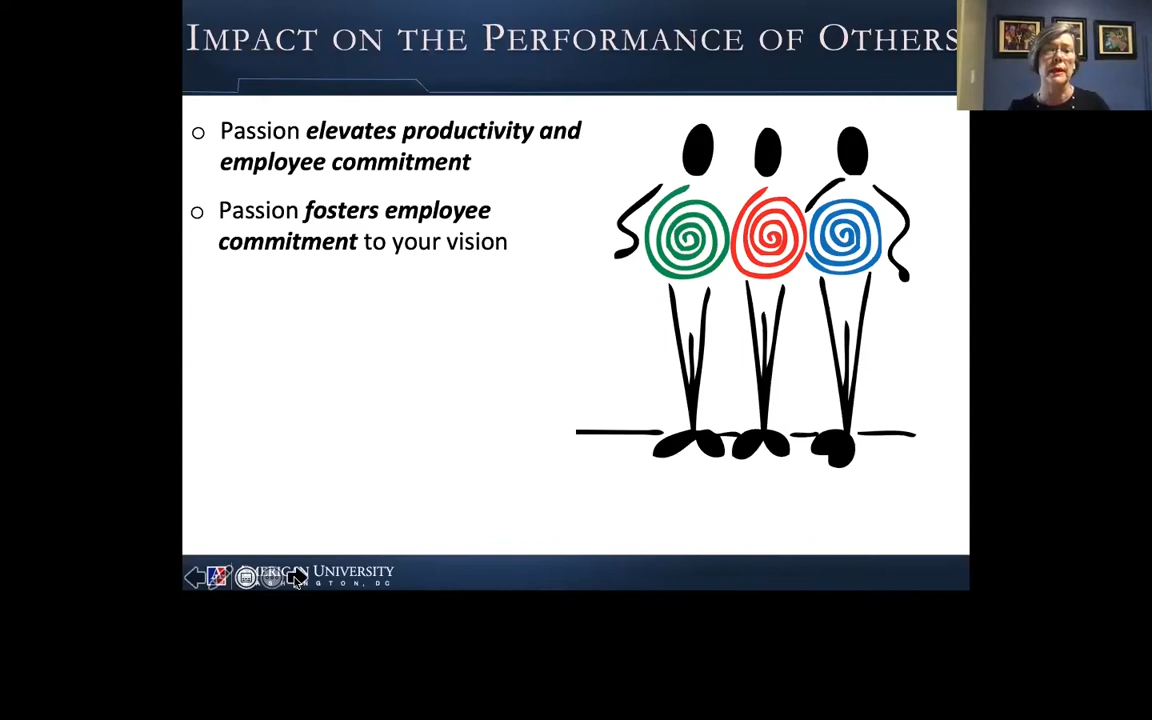 IMPACT ON THE PERFORMANCE OF OTHERS
Passion elevates productivity and
employee commitment
Passion fosters employee
commitment to your vision
UNIVERSITY